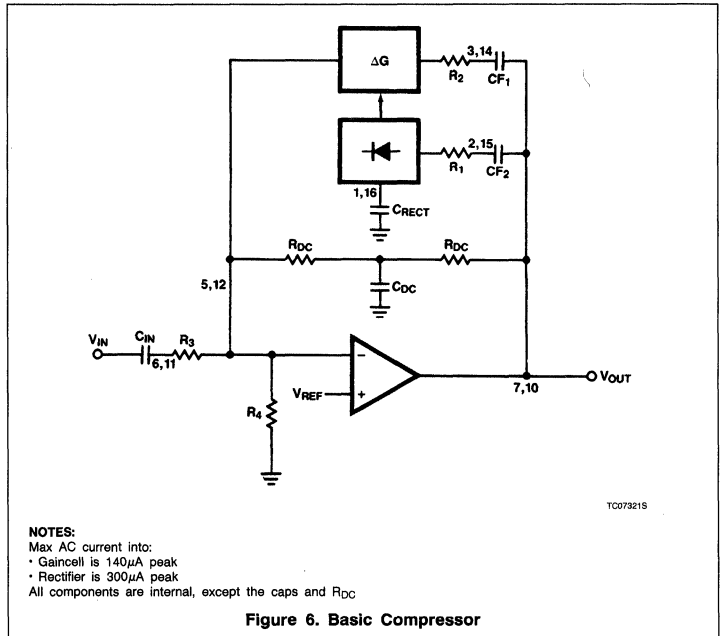 ΔG
R2
3,14
CF1
R1
2,15
CF2
1,16
CRECT
RDC
RDC
5,12
CDC
VIN
CIN
6,11
R3
VREF
−
+
R4
7,10
VOUT
TC07321S
NOTES:
Max AC current into:
• Gaincell is 140μA peak
• Rectifier is 300μA peak
All components are internal, except the caps and RDC
Figure 6. Basic Compressor